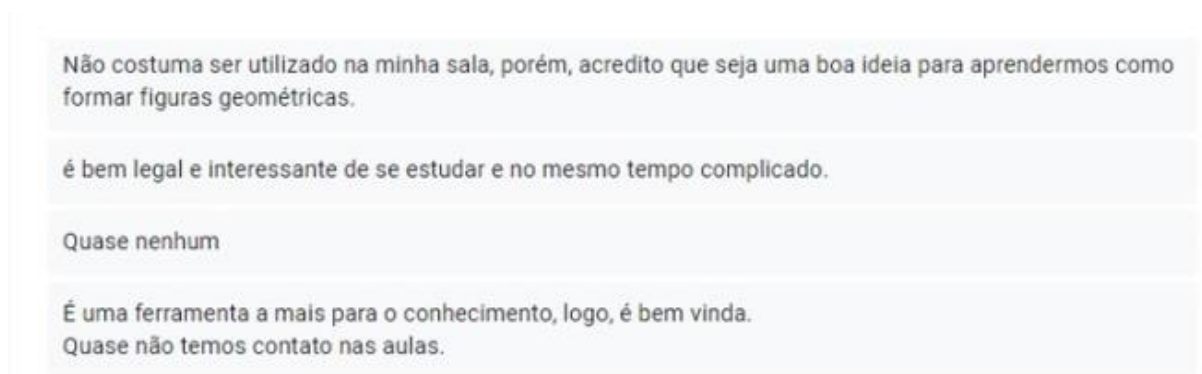 Não costuma ser utilizado na minha sala, porém, acredito que seja uma boa ideia para aprendermos como
formar figuras geométricas.
é bem legal e interessante de se estudar e no mesmo tempo complicado.
Quase nenhum
É uma ferramenta a mais para o conhecimento, logo, é bem vinda.
Quase não temos contato nas aulas.